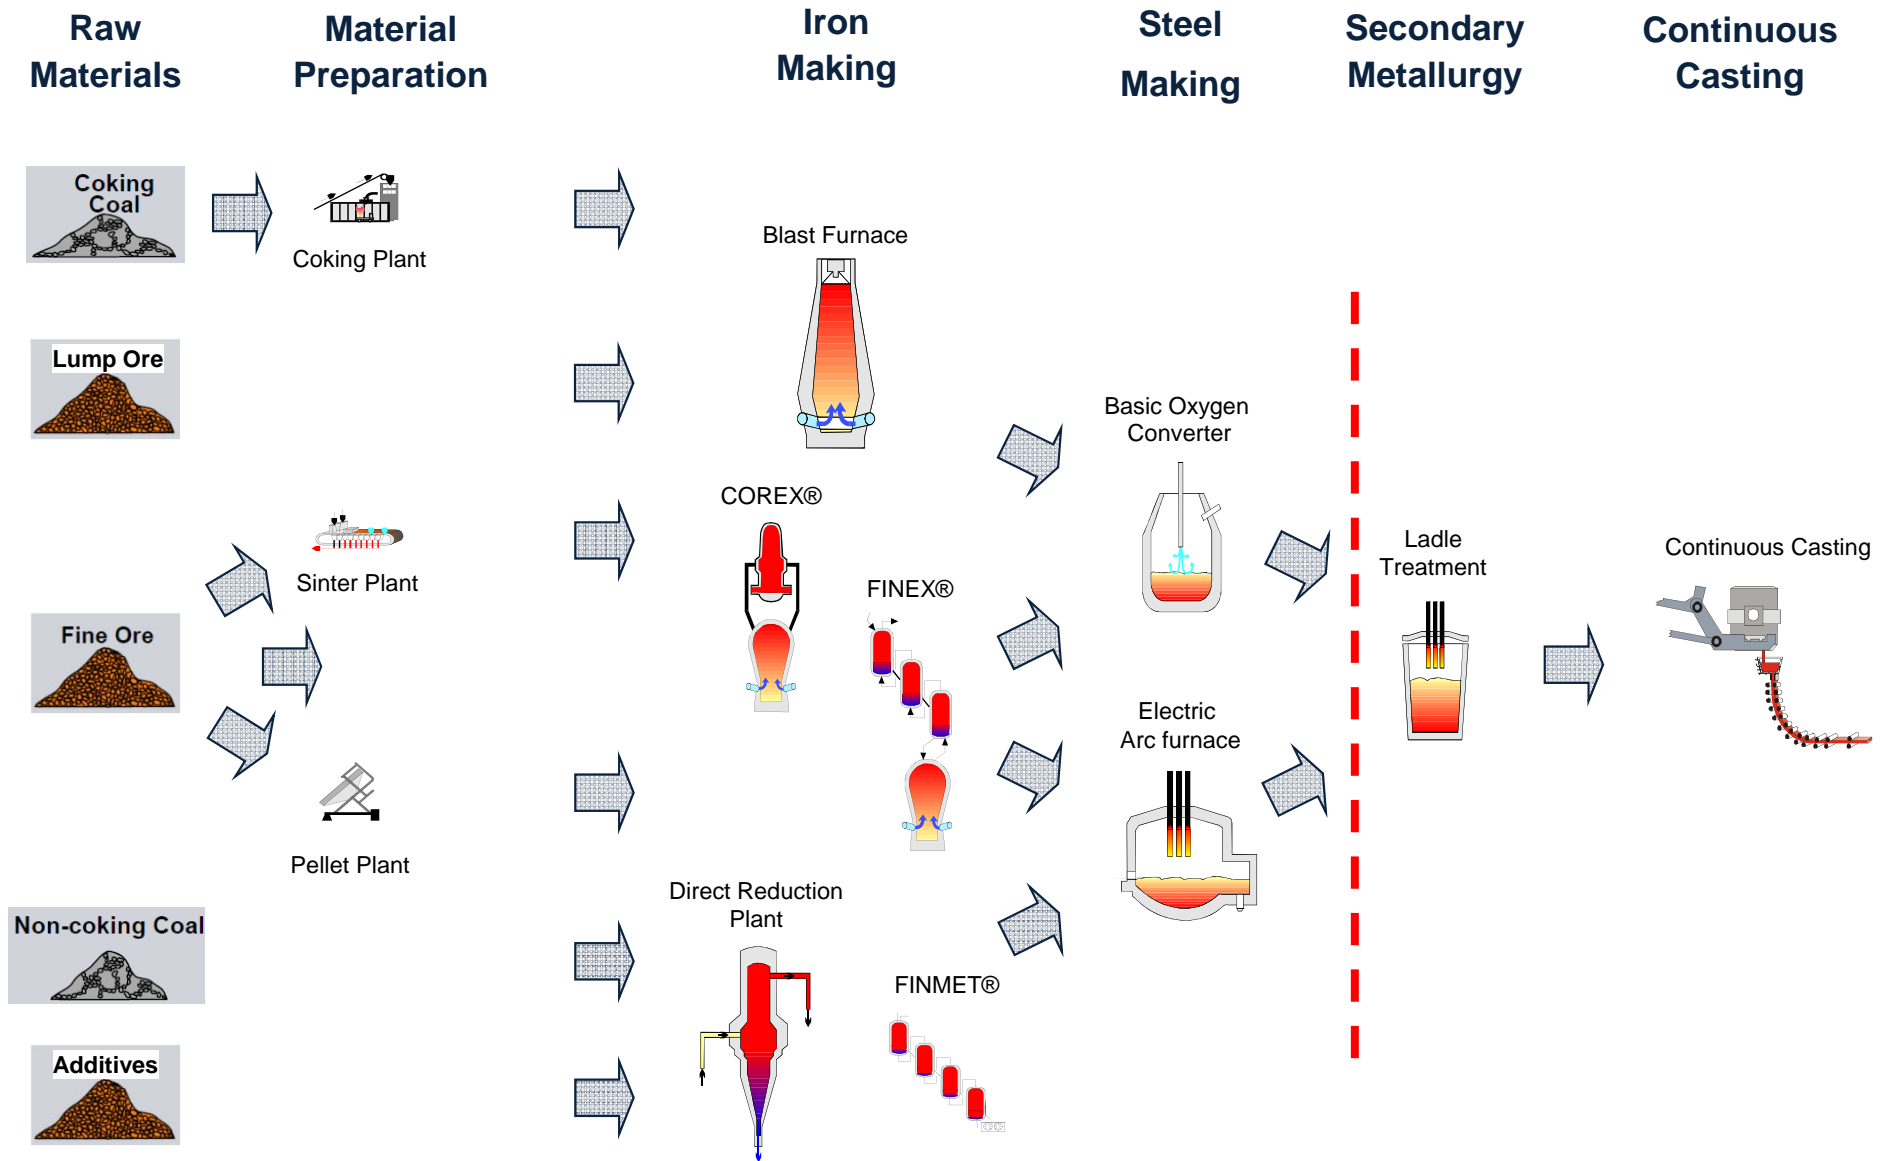 Raw
Materials
Material
Preparation
Iron
Making
Steel
Making
Secondary
Metallurgy
Continuous
Casting
Coking
Coal
Coking Plant
Blast Furnace
Lump Ore
Basic Oxygen
Converter
COREX®
Sinter Plant
FINEX®
Ladle
Treatment
Continuous Casting
Fine Ore
Electric
Arc furnace
Pellet Plant
Direct Reduction
Plant
Non-coking Coal
FINMET®
Additives